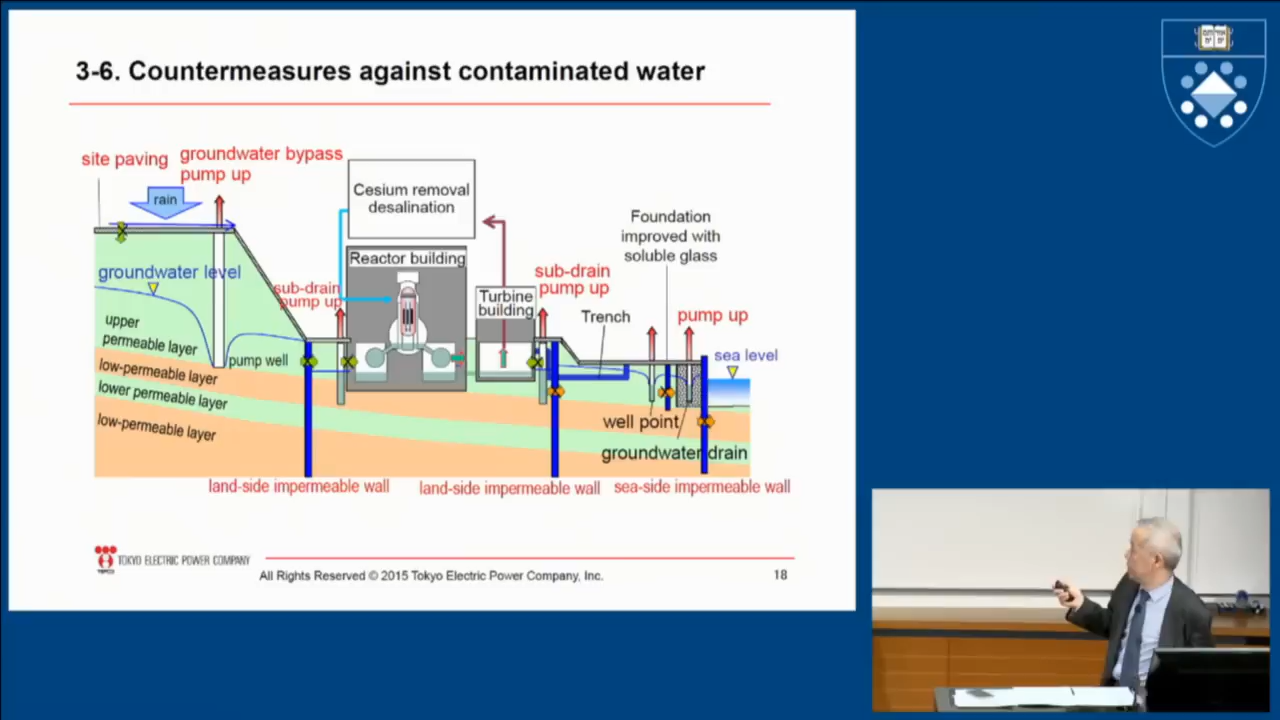 3-6. Countermeasures against contaminated water
site paving
groundwater bypass
pump up
rain
Cesium removal
desalination
Foundation
improved with
soluble glass
Reactor building
groundwater level
sub-drain
pump up
Turbine
building
sub-drain
pump up
Trench
pump up
sea level
upper
permeable layer
pump well
low-permeable layer
lower permeable layer
low-permeable layer
well point
groundwater drain
land-side impermeable wall
land-side impermeable wall
sea-side impermeable wall
TOKYO ELECTRIC POWER COMPANY
All Rights Reserved © 2015 Tokyo Electric Power Company, Inc.
18